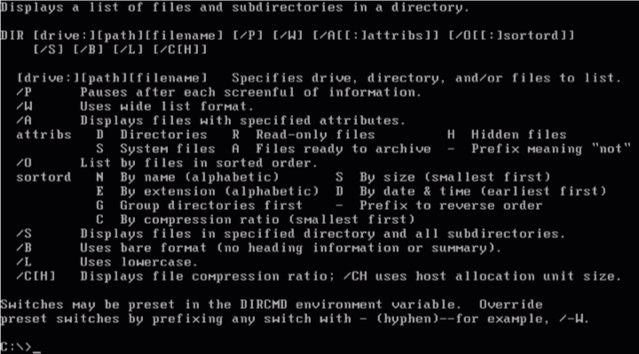 Displays a list of files and subdirectories in a directory.
DIR [drive:][path][filename] [/P] [/W] [/A[[:]attribs]] [/O[[:]sortord]]
[/S] [/B] [/L] [/C[H]]
[drive:][path][filename] Specifies drive, directory, and/or files to list.
/P Pauses after each screenful of information.
/W Uses wide list format.
/A Displays files with specified attributes.
attribs D Directories R Read-only files H Hidden files
S System files A Files ready to archive - Prefix meaning "not"
/O List by files in sorted order.
sortord N By name (alphabetic) S By size (smallest first)
E By extension (alphabetic) D By date & time (earliest first)
G Group directories first - Prefix to reverse order
C By compression ratio (smallest first)
/S Displays files in specified directory and all subdirectories.
/B Uses bare format (no heading information or summary).
/L Uses lowercase.
/C[H] Displays file compression ratio; /CH uses host allocation unit size.
Switches may be preset in the DIRCMD environment variable. Override
preset switches by prefixing any switch with - (hyphen)--for example, /-W.
C:\>_